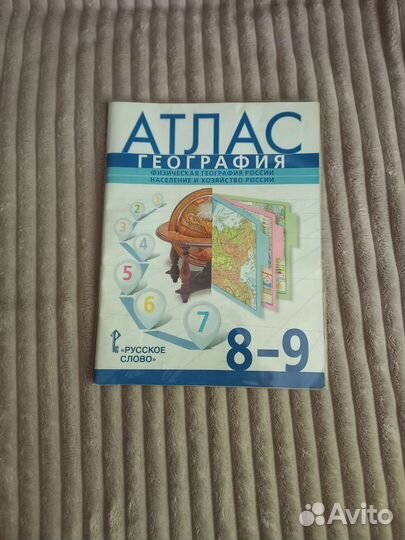 АТЛАС
ГЕОГРАФИЯ
ФИЗИЧЕСКАЯ ГЕОГРАФИЯ РОССИИ
НАСЕЛЕНИЕ И ХОЗЯЙСТВО РОССИИ
2
3
4
5
6
7
«РУССКОЕ
СЛОВО»
8-9
Avito